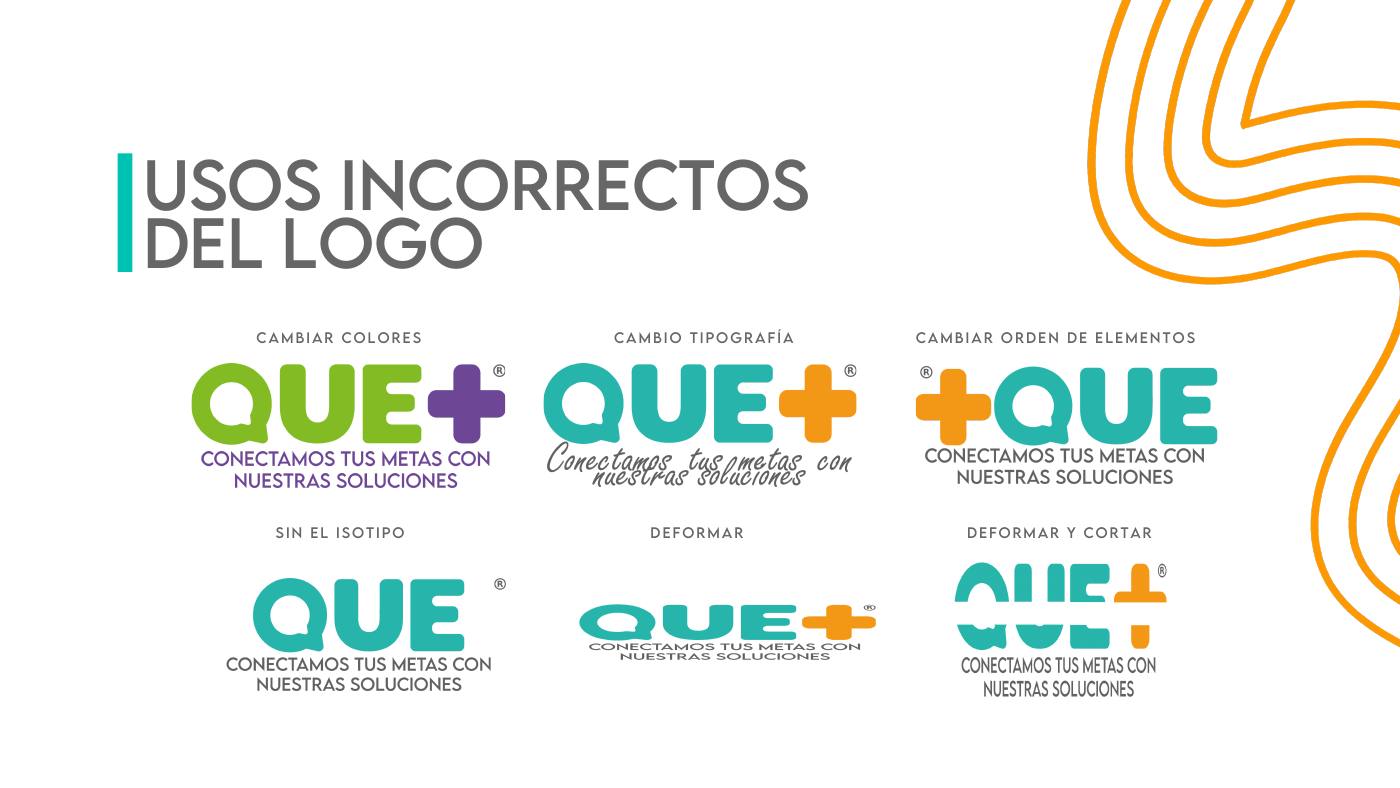 USOS INCORRECTOS
DEL LOGO
CAMBIAR COLORES
QUE+®
CONECTAMOS TUS METAS CON
NUESTRAS SOLUCIONES
CAMBIO TIPOGRAFÍA
QUE+®
Conectamos tus metas con
nuestras soluciones
CAMBIAR ORDEN DE ELEMENTOS
®+QUE
CONECTAMOS TUS METAS CON
NUESTRAS SOLUCIONES
SIN EL ISOTIPO
QUE®
CONECTAMOS TUS METAS CON
NUESTRAS SOLUCIONES
DEFORMAR
QUE+®
CONECTAMOS TUS METAS CON
NUESTRAS SOLUCIONES
DEFORMAR Y CORTAR
QUE+®
CONECTAMOS TUS METAS CON
NUESTRAS SOLUCIONES